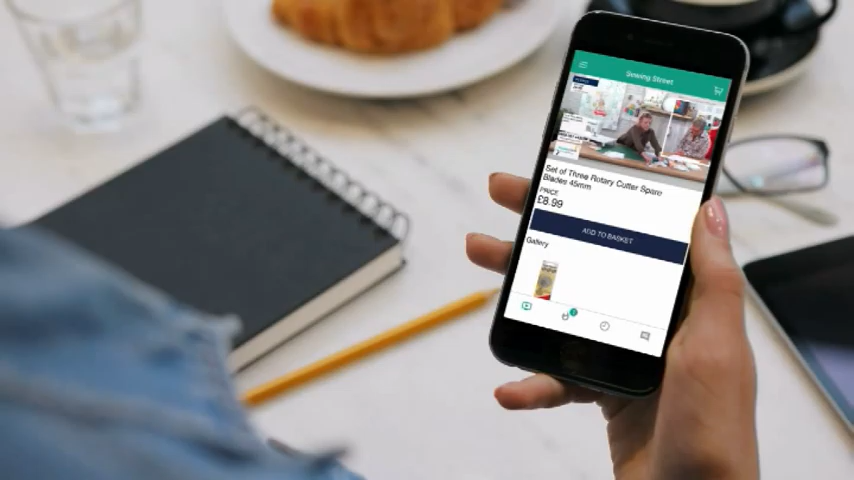 Sewing Street
Set of Three Rotary Cutter Spare
Blades 45mm
PRICE
£8.99
ADD TO BASKET
Gallery